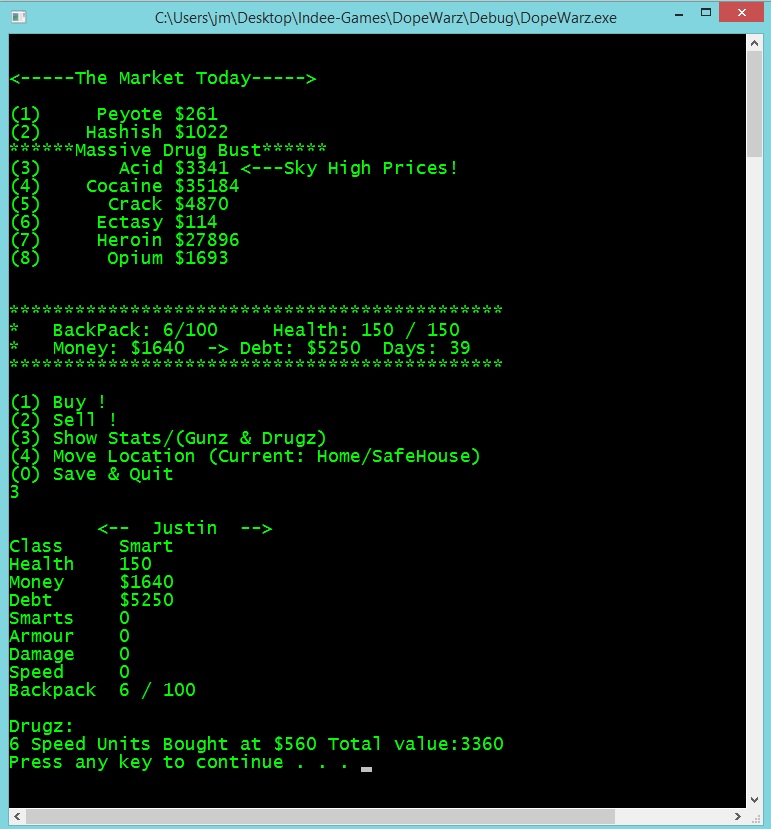 C:\Users\jm\Desktop\Indee-Games\DopeWarz\Debug\DopeWarz.exe
<-----The Market Today----->
(1)     Peyote $261
(2)    Hashish $1022
******Massive Drug Bust******
(3)       Acid $3341 <---Sky High Prices!
(4)    Cocaine $35184
(5)      Crack $4870
(6)     Ectasy $114
(7)     Heroin $27896
(8)      Opium $1693
*********************************************
*   BackPack: 6/100     Health: 150 / 150
*   Money: $1640  -> Debt: $5250  Days: 39
*********************************************
(1) Buy !
(2) Sell !
(3) Show Stats/(Gunz & Drugz)
(4) Move Location (Current: Home/SafeHouse)
(0) Save & Quit
3
        <--  Justin  -->
Class     Smart
Health    150
Money     $1640
Debt      $5250
Smarts    0
Armour    0
Damage    0
Speed     0
Backpack  6 / 100
Drugz:
6 Speed Units Bought at $560 Total value:3360
Press any key to continue . . .